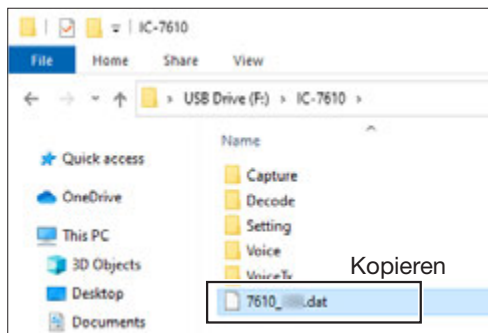 IC-7610
File Home Share View
USB Drive (F:) > IC-7610 >
Name
Quick access
OneDrive
This PC
3D Objects
Desktop
Documents
Capture
Decode
Setting
Voice
VoiceTx
Kopieren
7610_ .dat